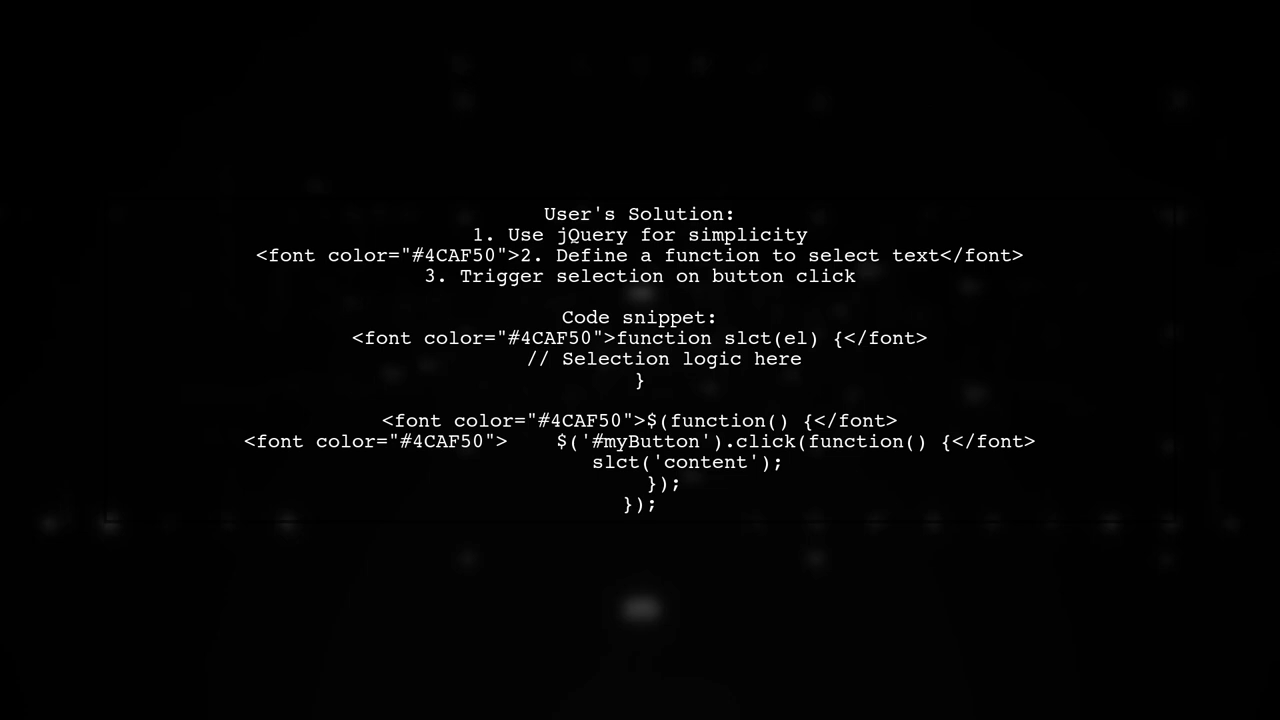 User's Solution:
1. Use jQuery for simplicity
<font color="#4CAF50">2. Define a function to select text</font>
3. Trigger selection on button click
Code snippet:
<font color="#4CAF50">function slct(el) {</font>
// Selection logic here
}
<font color="#4CAF50">$(function() {</font>
<font color="#4CAF50">    $('#myButton').click(function() {</font>
slct('content');
});
});